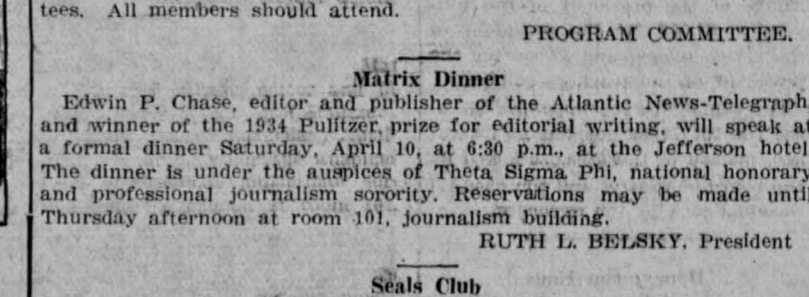 tees. All members should attend.
PROGRAM COMMITTEE.
Matrix Dinner
Edwin P. Chase, editor and publisher of the Atlantic News-Telegraph
and winner of the 1934 Pulitzer prize for editorial writing, will speak at
a formal dinner Saturday, April 10, at 6:30 p.m., at the Jefferson hotel
The dinner is under the auspices of Theta Sigma Phi, national honorary
and professional journalism sorority. Reservations may be made until
Thursday afternoon at room 101, journalism building.
RUTH L. BELSKY, President
Seals Club